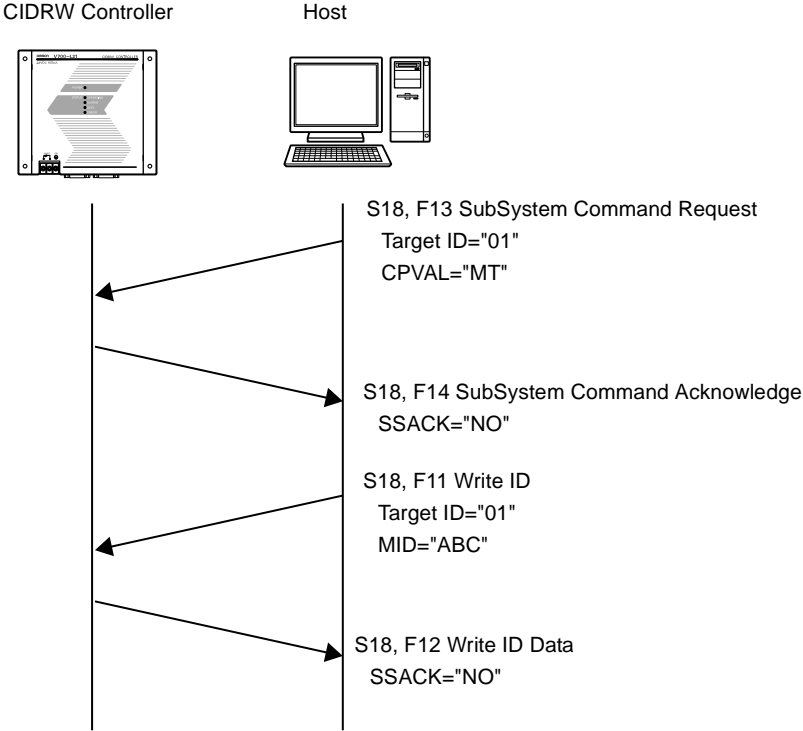 CIDRW Controller
Host
S18, F13 SubSystem Command Request
Target ID="01"
CPVAL="MT"
S18, F14 SubSystem Command Acknowledge
SSACK="NO"
S18, F11 Write ID
Target ID="01"
MID="ABC"
S18, F12 Write ID Data
SSACK="NO"